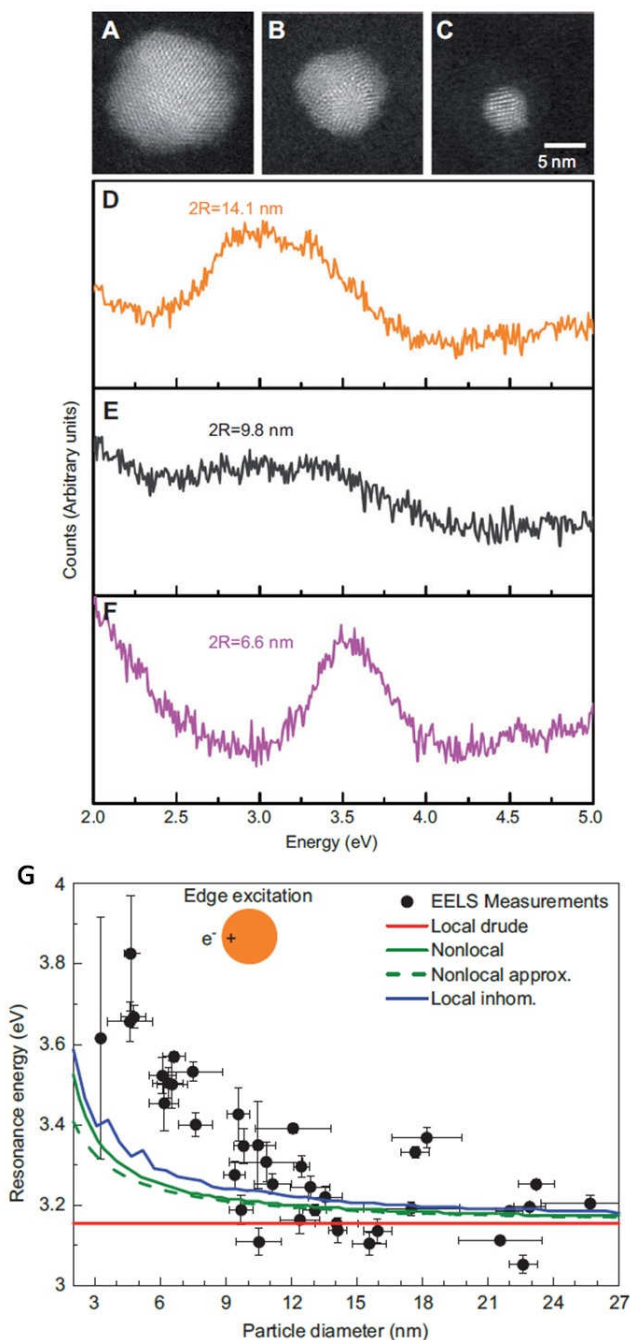 A
B
C
5 nm
D
2R=14.1 nm
E
2R=9.8 nm
F
2R=6.6 nm
Counts (Arbitrary units)
2.0 2.5 3.0 3.5 4.0 4.5 5.0
Energy (eV)
G
4
Edge excitation
e-
+
EELS Measurements
Local drude
Nonlocal
Nonlocal approx.
Local inhom.
3.8
3.6
3.4
3.2
3
Resonance energy (eV)
3 6 9 12 15 18 21 24 27
Particle diameter (nm)